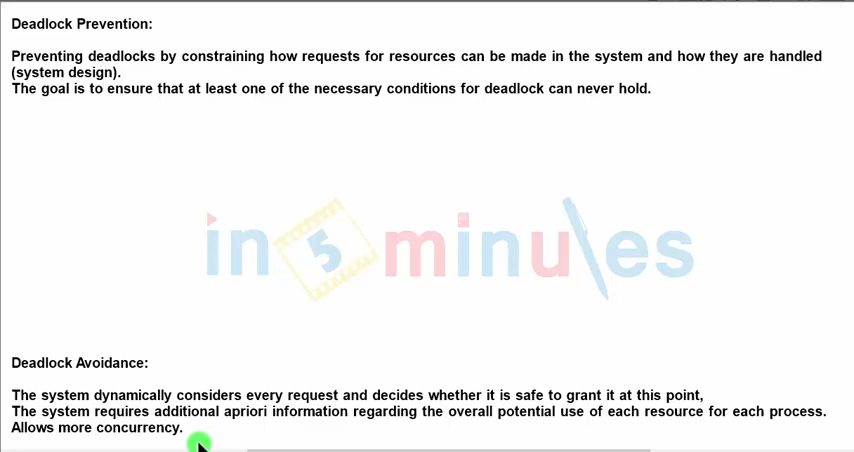 Deadlock Prevention:
Preventing deadlocks by constraining how requests for resources can be made in the system and how they are handled
(system design).
The goal is to ensure that at least one of the necessary conditions for deadlock can never hold.
in 5 minutes
Deadlock Avoidance:
The system dynamically considers every request and decides whether it is safe to grant it at this point,
The system requires additional apriori information regarding the overall potential use of each resource for each process.
Allows more concurrency.